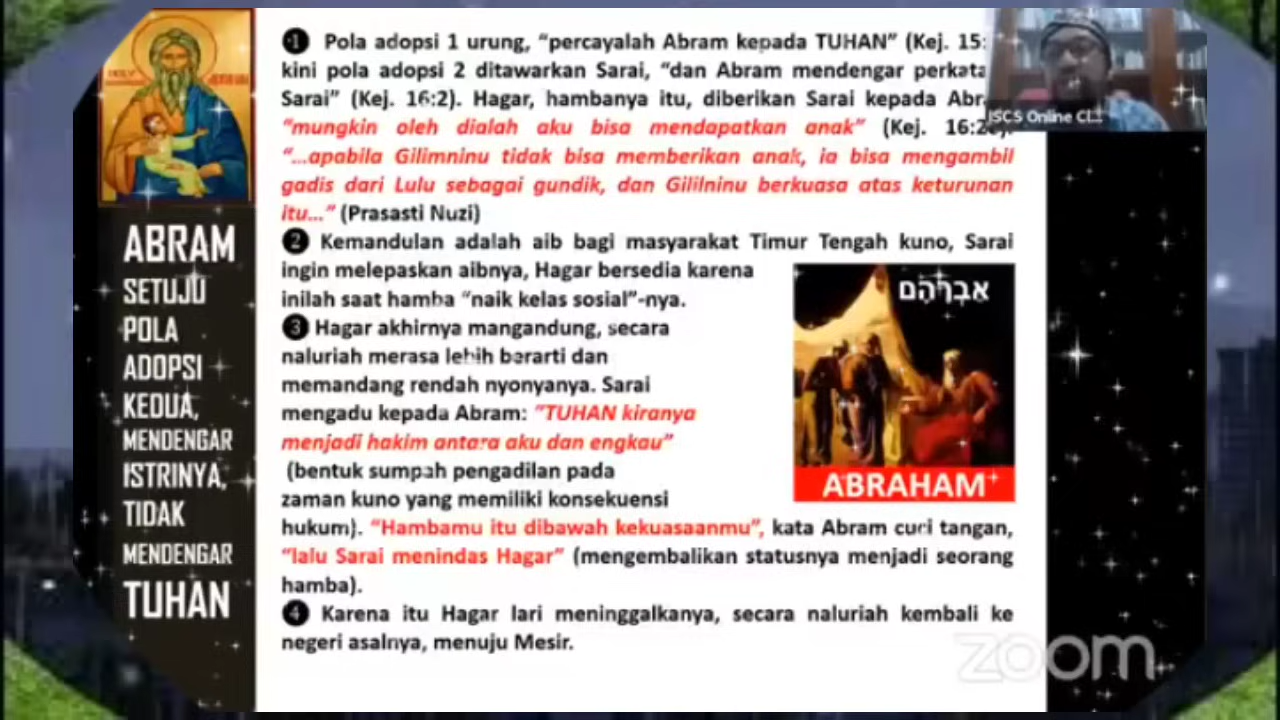 ABRAM
SETUJU
POLA
ADOPSI
KEDUA,
MENDENGAR
ISTRINYA,
TIDAK
MENDENGAR
TUHAN
1 Pola adopsi 1 urung, “percayalah Abram kepada TUHAN” (Kej. 15:
kini pola adopsi 2 ditawarkan Sarai, “dan Abram mendengar perkata
Sarai” (Kej. 16:2). Hagar, hambanya itu, diberikan Sarai kepada Abra
“mungkin oleh dialah aku bisa mendapatkan anak” (Kej. 16:2
“…apabila Gilimninu tidak bisa memberikan anak, ia bisa mengambil
gadis dari Lulu sebagai gundik, dan Gililninu berkuasa atas keturunan
itu…” (Prasasti Nuzi)
2 Kemandulan adalah aib bagi masyarakat Timur Tengah kuno, Sarai
ingin melepaskan aibnya, Hagar bersedia karena
inilah saat hamba “naik kelas sosial”-nya.
3 Hagar akhirnya mangandung, secara
naluriah merasa lebih berarti dan
memandang rendah nyonyanya. Sarai
mengadu kepada Abram: “TUHAN kiranya
menjadi hakim antara aku dan engkau”
(bentuk sumpah pengadilan pada
zaman kuno yang memiliki konsekuensi
hukum). “Hambamu itu dibawah kekuasaanmu”, kata Abram cuci tangan,
“lalu Sarai menindas Hagar” (mengembalikan statusnya menjadi seorang
hamba).
4 Karena itu Hagar lari meninggalkanya, secara naluriah kembali ke
negeri asalnya, menuju Mesir.
אַבְרָהָם
ABRAHAM
ISCS Online Cl...
zoom